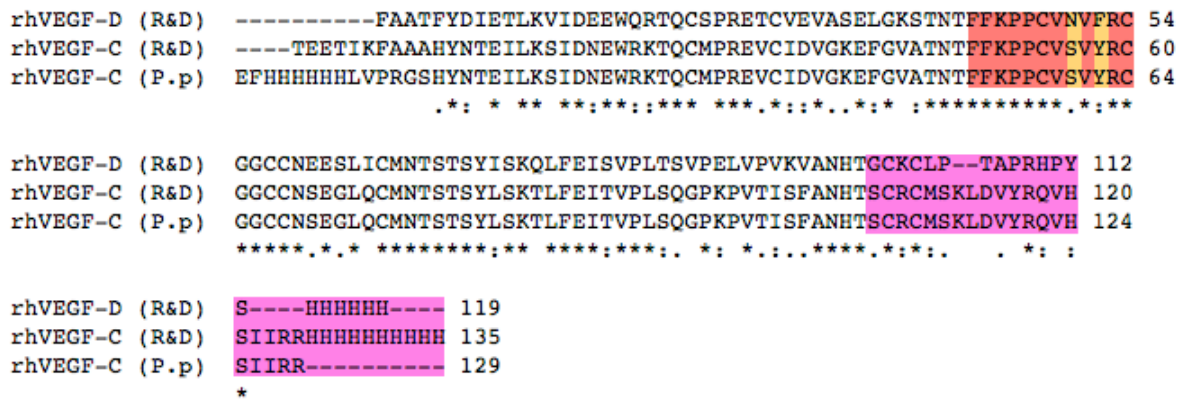 rhVEGF-D (R&D) ----------FAATFYDIETLKVIDEEWQRTQCSPRETCVEVASELGKSTNTFFKPPCVNVFRC 54
rhVEGF-C (R&D) ----TEETIKFAAAHYNTEILKSIDNEWRKTQCMPREVCIDVGKEFGVATNTFFKPPCVSVYRC 60
rhVEGF-C (P.p) EFHHHHHHLVPRGSHYNTEILKSIDNEWRKTQCMPREVCIDVGKEFGVATNTFFKPPCVSVYRC 64
.*: * ** **:**::** *** ***.*::*..*: :**********.*:**
rhVEGF-D (R&D) GGCCNEESLICMNTSTSYISKQLFEISVPLTSVPELVPVKVANHTGCKCLP--TAPRHPY 112
rhVEGF-C (R&D) GGCCNSEGLQCMNTSTSYLSKTLFEITVPLSQGPKPVTISFANHTSCRCMSKLDVYRQVH 120
rhVEGF-C (P.p) GGCCNSEGLQCMNTSTSYLSKTLFEITVPLSQGPKPVTISFANHTSCRCMSKLDVYRQVH 124
*****.*.* ********:** ****:***:. *: *.:..****.*:*:. . *: :
rhVEGF-D (R&D) S----HHHHHH---- 119
rhVEGF-C (R&D) SIIRRHHHHHHHHHH 135
rhVEGF-C (P.p) SIIRR---------- 129
*